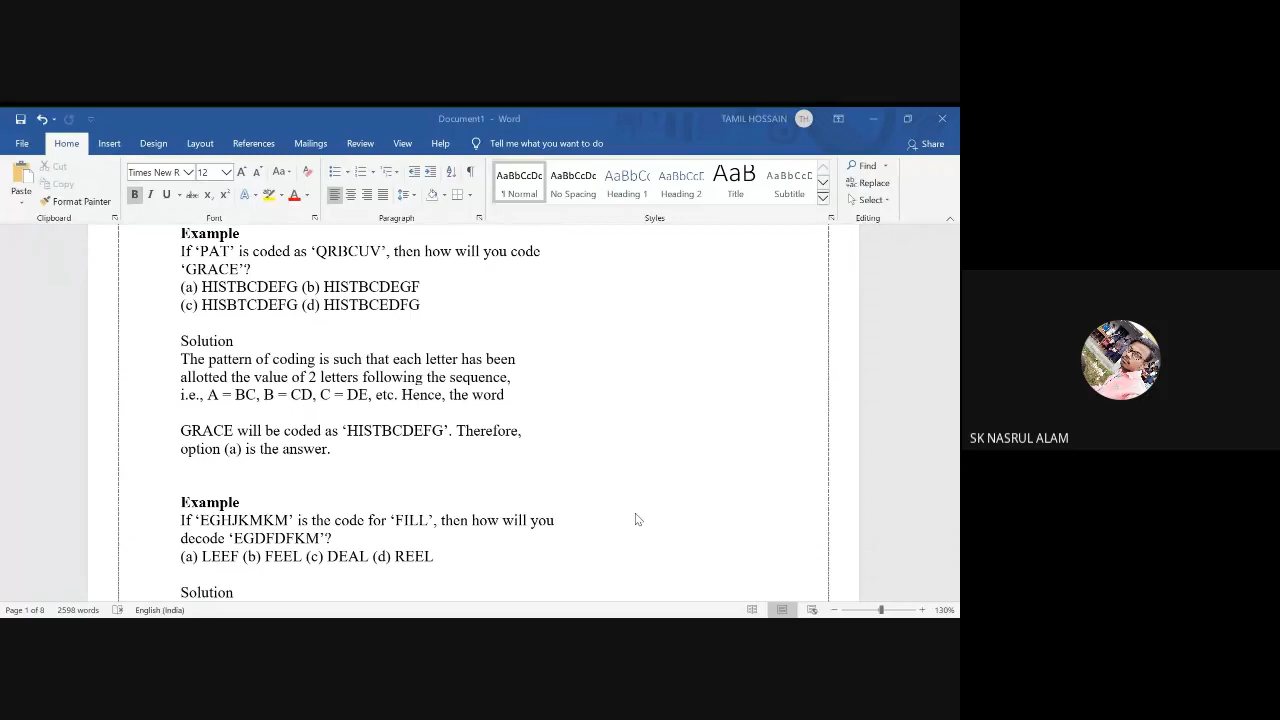 Document1 - Word
TAMIL HOSSAIN
TH
File
Home
Insert
Design
Layout
References
Mailings
Review
View
Help
Tell me what you want to do
Share
Paste
Cut
Copy
Format Painter
Clipboard
Times New R
12
Font
Paragraph
AaBbCcDc
¶ Normal
AaBbCcDc
No Spacing
AaBbCc
Heading 1
AaBbCcE
Heading 2
AaB
Title
AaBbCcD
Subtitle
Styles
Find
Replace
Select
Editing
Example
If ‘PAT’ is coded as ‘QRBCUV’, then how will you code
‘GRACE’?
(a) HISTBCDEFG (b) HISTBCDEGF
(c) HISBTCDEFG (d) HISTBCEDFG
Solution
The pattern of coding is such that each letter has been
allotted the value of 2 letters following the sequence,
i.e., A = BC, B = CD, C = DE, etc. Hence, the word
GRACE will be coded as ‘HISTBCDEFG’. Therefore,
option (a) is the answer.
Example
If ‘EGHJKMKM’ is the code for ‘FILL’, then how will you
decode ‘EGDFDFKM’?
(a) LEEF (b) FEEL (c) DEAL (d) REEL
Solution
Page 1 of 8
2598 words
English (India)
130%
SK NASRUL ALAM